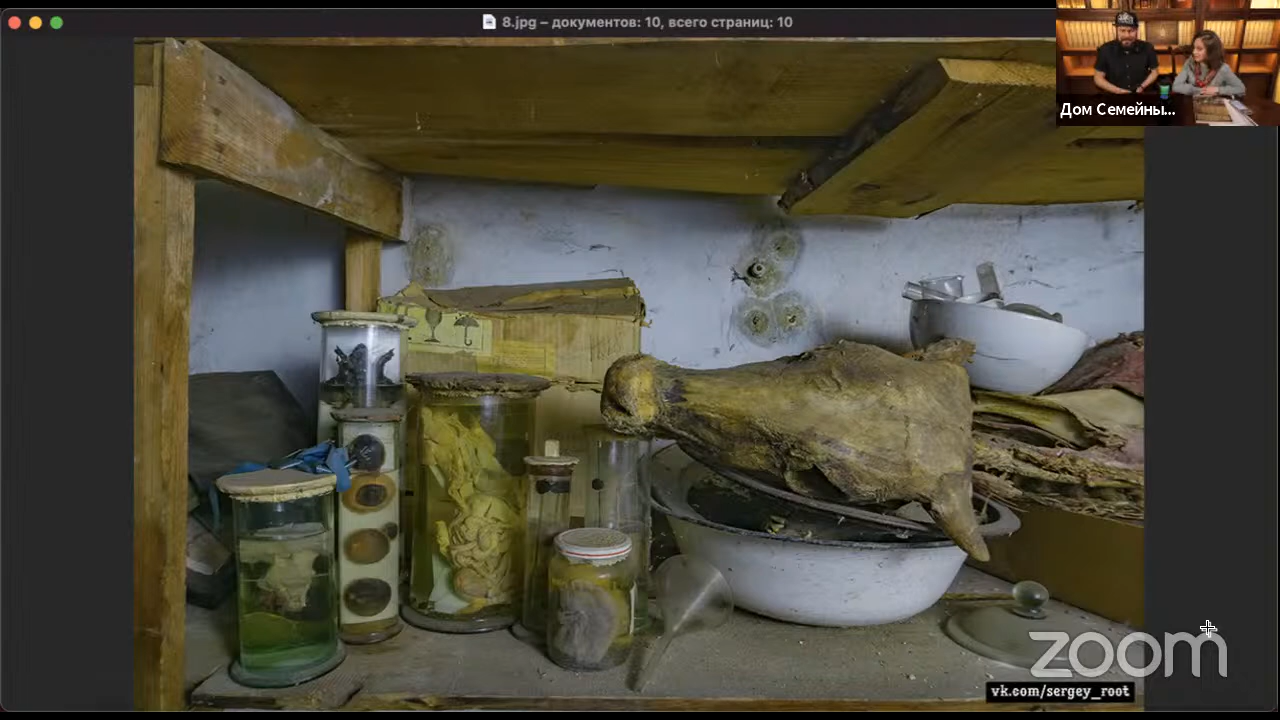 8.jpg – документов: 10, всего страниц: 10
Дом Семейны...
zoom
vk.com/sergey_root